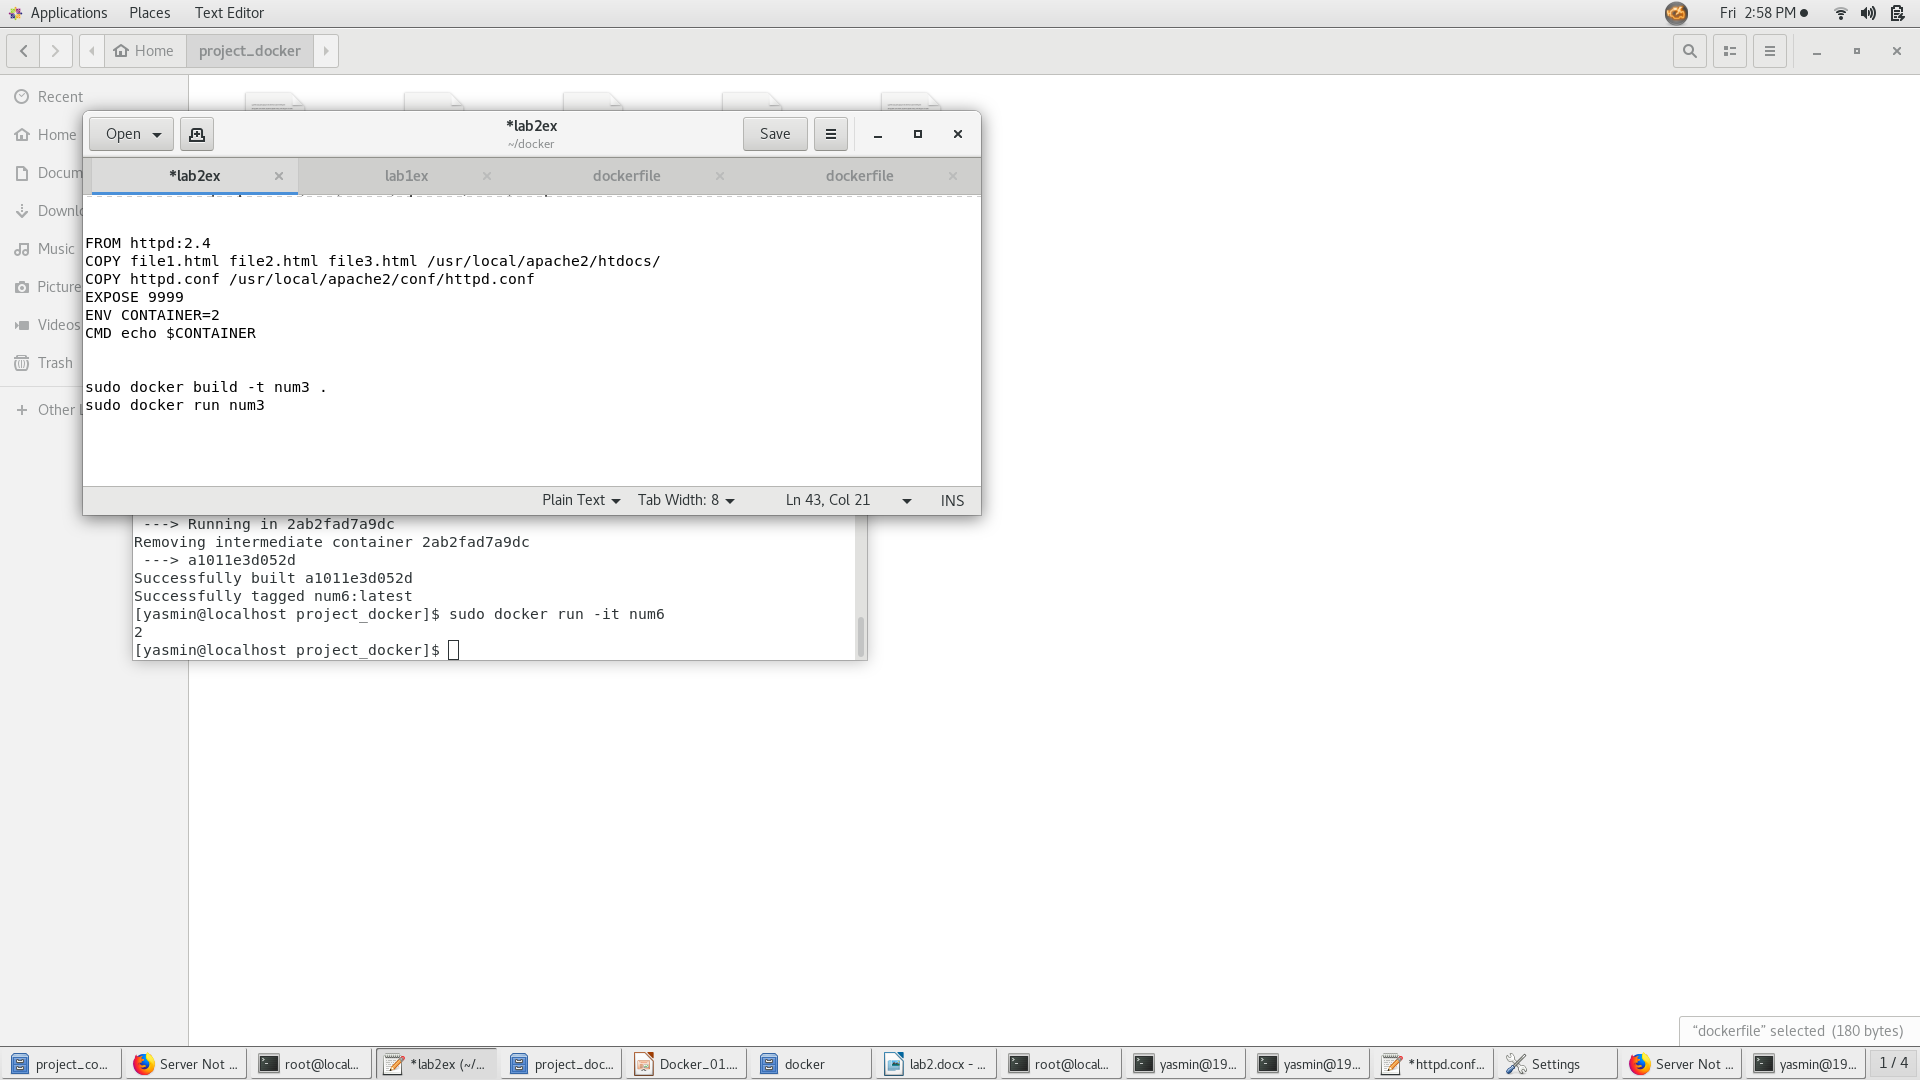 Applications Places Text Editor Fri 2:58 PM
Home project_docker
Recent
Home
Docum
Downlo
Music
Picture
Videos
Trash
Other L
Open *lab2ex Save
~/docker
*lab2ex lab1ex dockerfile dockerfile
FROM httpd:2.4
COPY file1.html file2.html file3.html /usr/local/apache2/htdocs/
COPY httpd.conf /usr/local/apache2/conf/httpd.conf
EXPOSE 9999
ENV CONTAINER=2
CMD echo $CONTAINER
sudo docker build -t num3 .
sudo docker run num3
Plain Text Tab Width: 8 Ln 43, Col 21 INS
---> Running in 2ab2fad7a9dc
Removing intermediate container 2ab2fad7a9dc
---> a1011e3d052d
Successfully built a1011e3d052d
Successfully tagged num6:latest
[yasmin@localhost project_docker]$ sudo docker run -it num6
2
[yasmin@localhost project_docker]$
“dockerfile” selected (180 bytes)
project_co... Server Not ... root@local... *lab2ex (~/... project_doc... Docker_01.... docker lab2.docx - ... root@local... yasmin@19... yasmin@19... *httpd.conf... Settings Server Not ... yasmin@19... 1 / 4